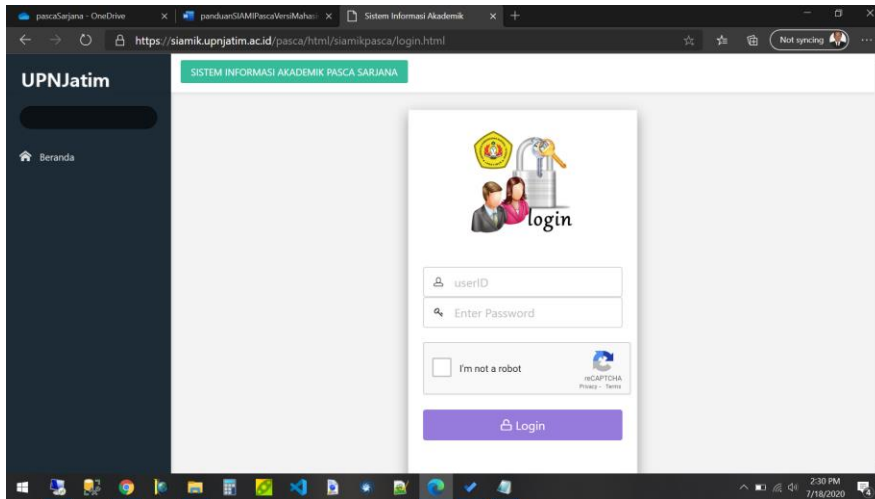 pascaSarjana - OneDrive
panduanSIAMIPascaVersiMahas
Sistem Informasi Akademik
https://siamik.upnjatim.ac.id/pasca/html/siamikpasca/login.html
Not syncing
UPNJatim
SISTEM INFORMASI AKADEMIK PASCA SARJANA
Beranda
login
userID
Enter Password
I'm not a robot
reCAPTCHA
Privacy - Terms
Login
2:30 PM
7/18/2020